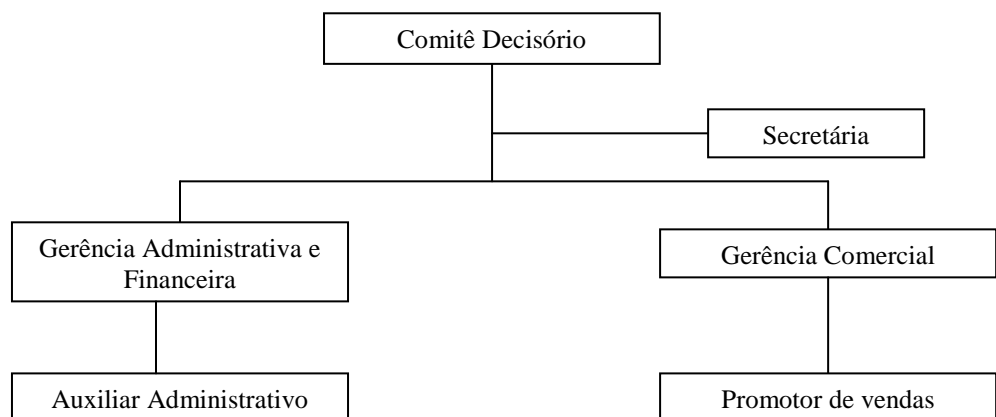 Comitê Decisório
Secretária
Gerência Administrativa e
Financeira
Gerência Comercial
Auxiliar Administrativo
Promotor de vendas